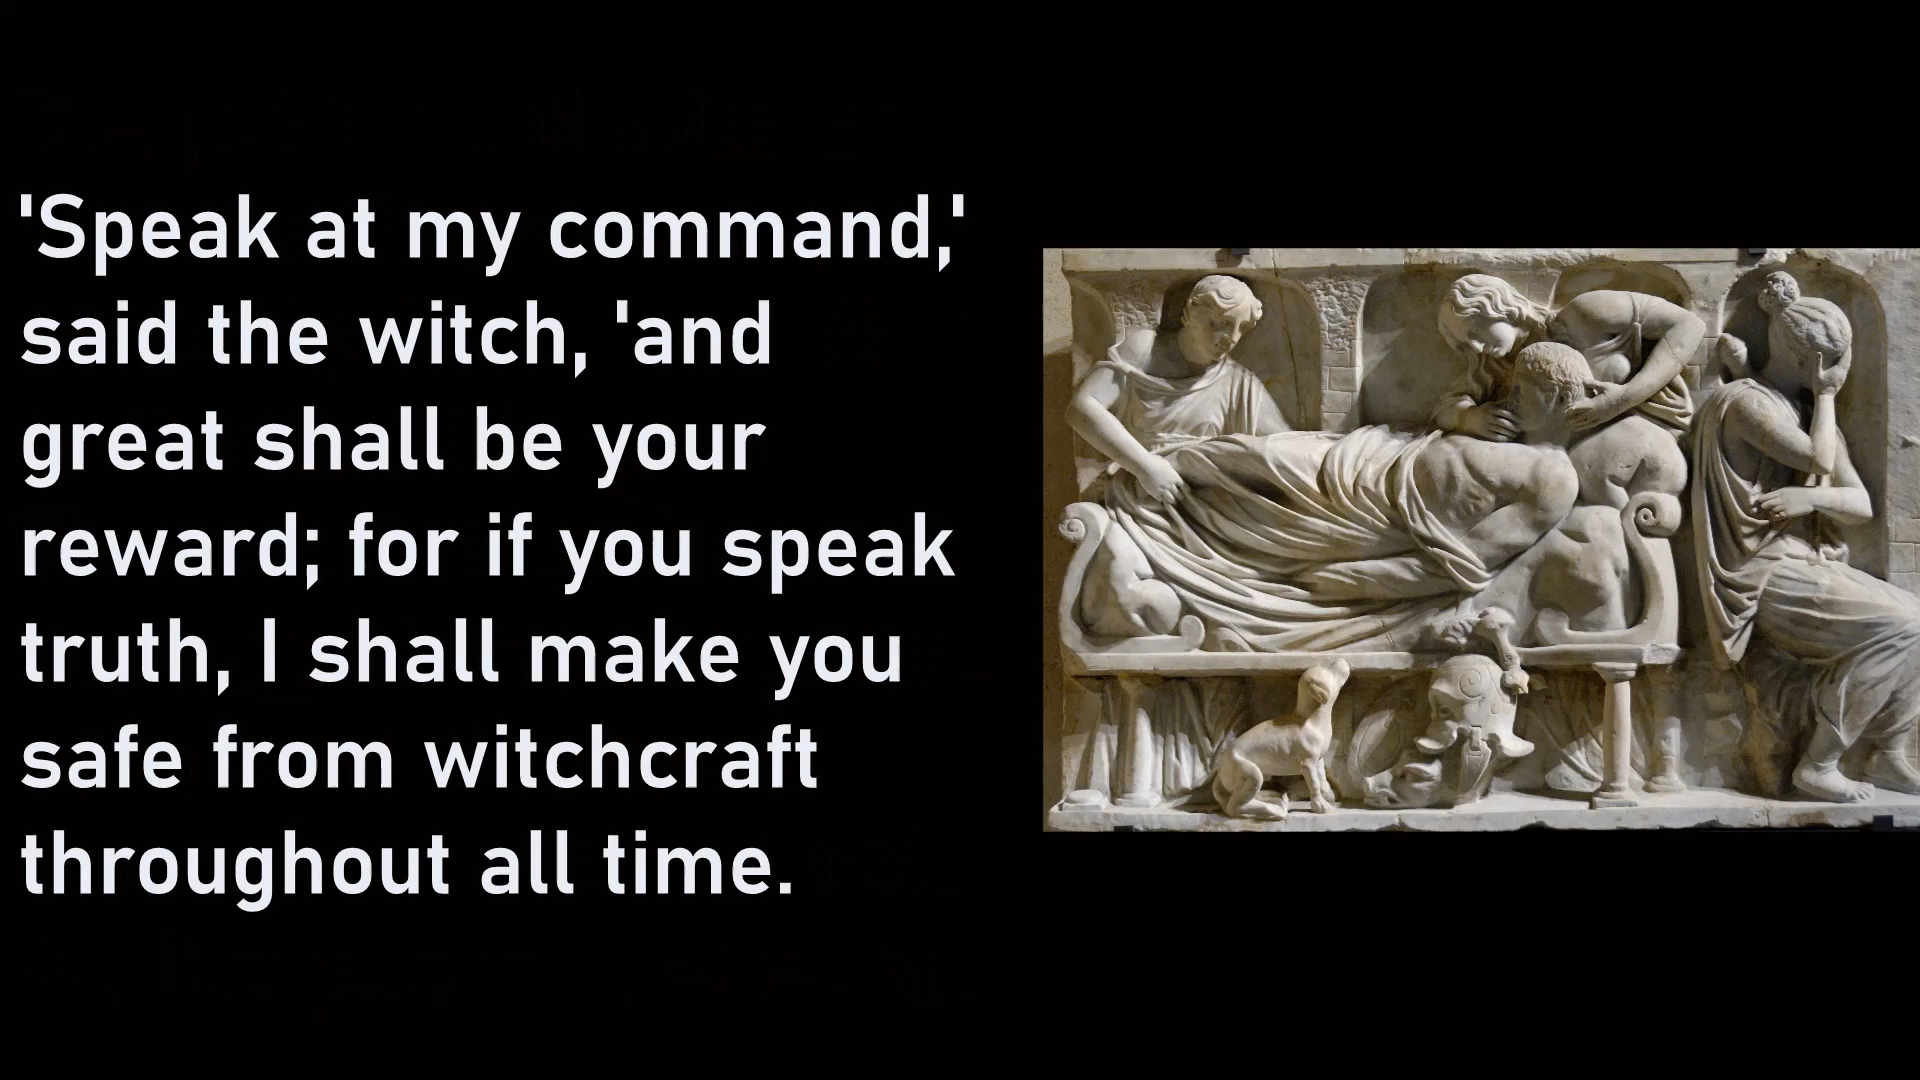 'Speak at my command,'
said the witch, 'and
great shall be your
reward; for if you speak
truth, I shall make you
safe from witchcraft
throughout all time.